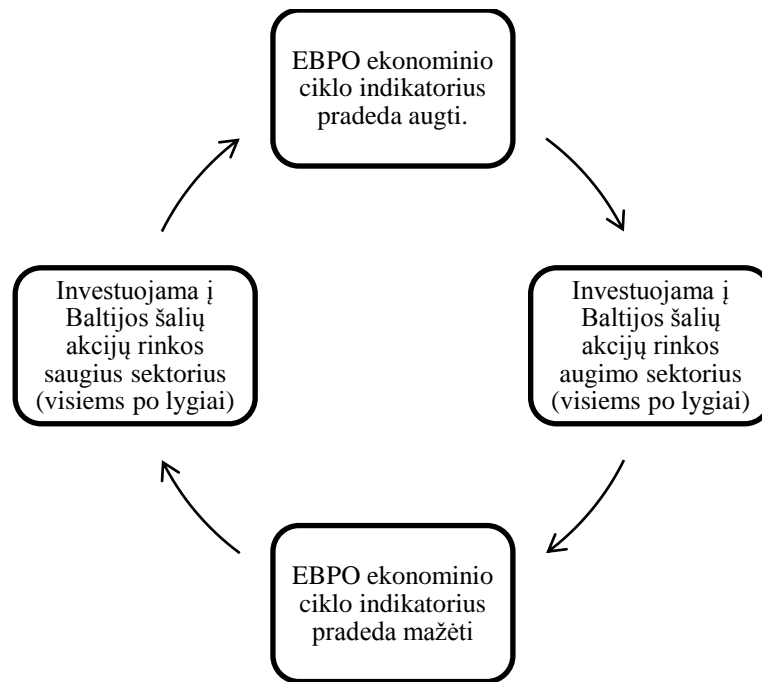 EBPO ekonominio
ciklo indikatorius
pradeda augti.
Investuojama į
Baltijos šalių
akcijų rinkos
saugius sektorius
(visiems po lygiai)
Investuojama į
Baltijos šalių
akcijų rinkos
augimo sektorius
(visiems po lygiai)
EBPO ekonominio
ciklo indikatorius
pradeda mažėti